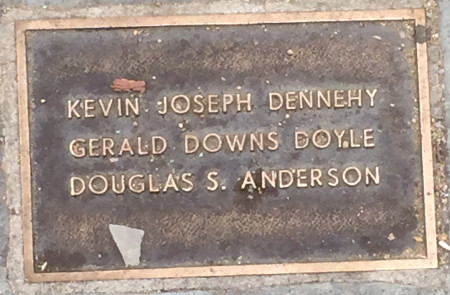 KEVIN JOSEPH DENNEHY
GERALD DOWNS DOYLE
DOUGLAS S. ANDERSON